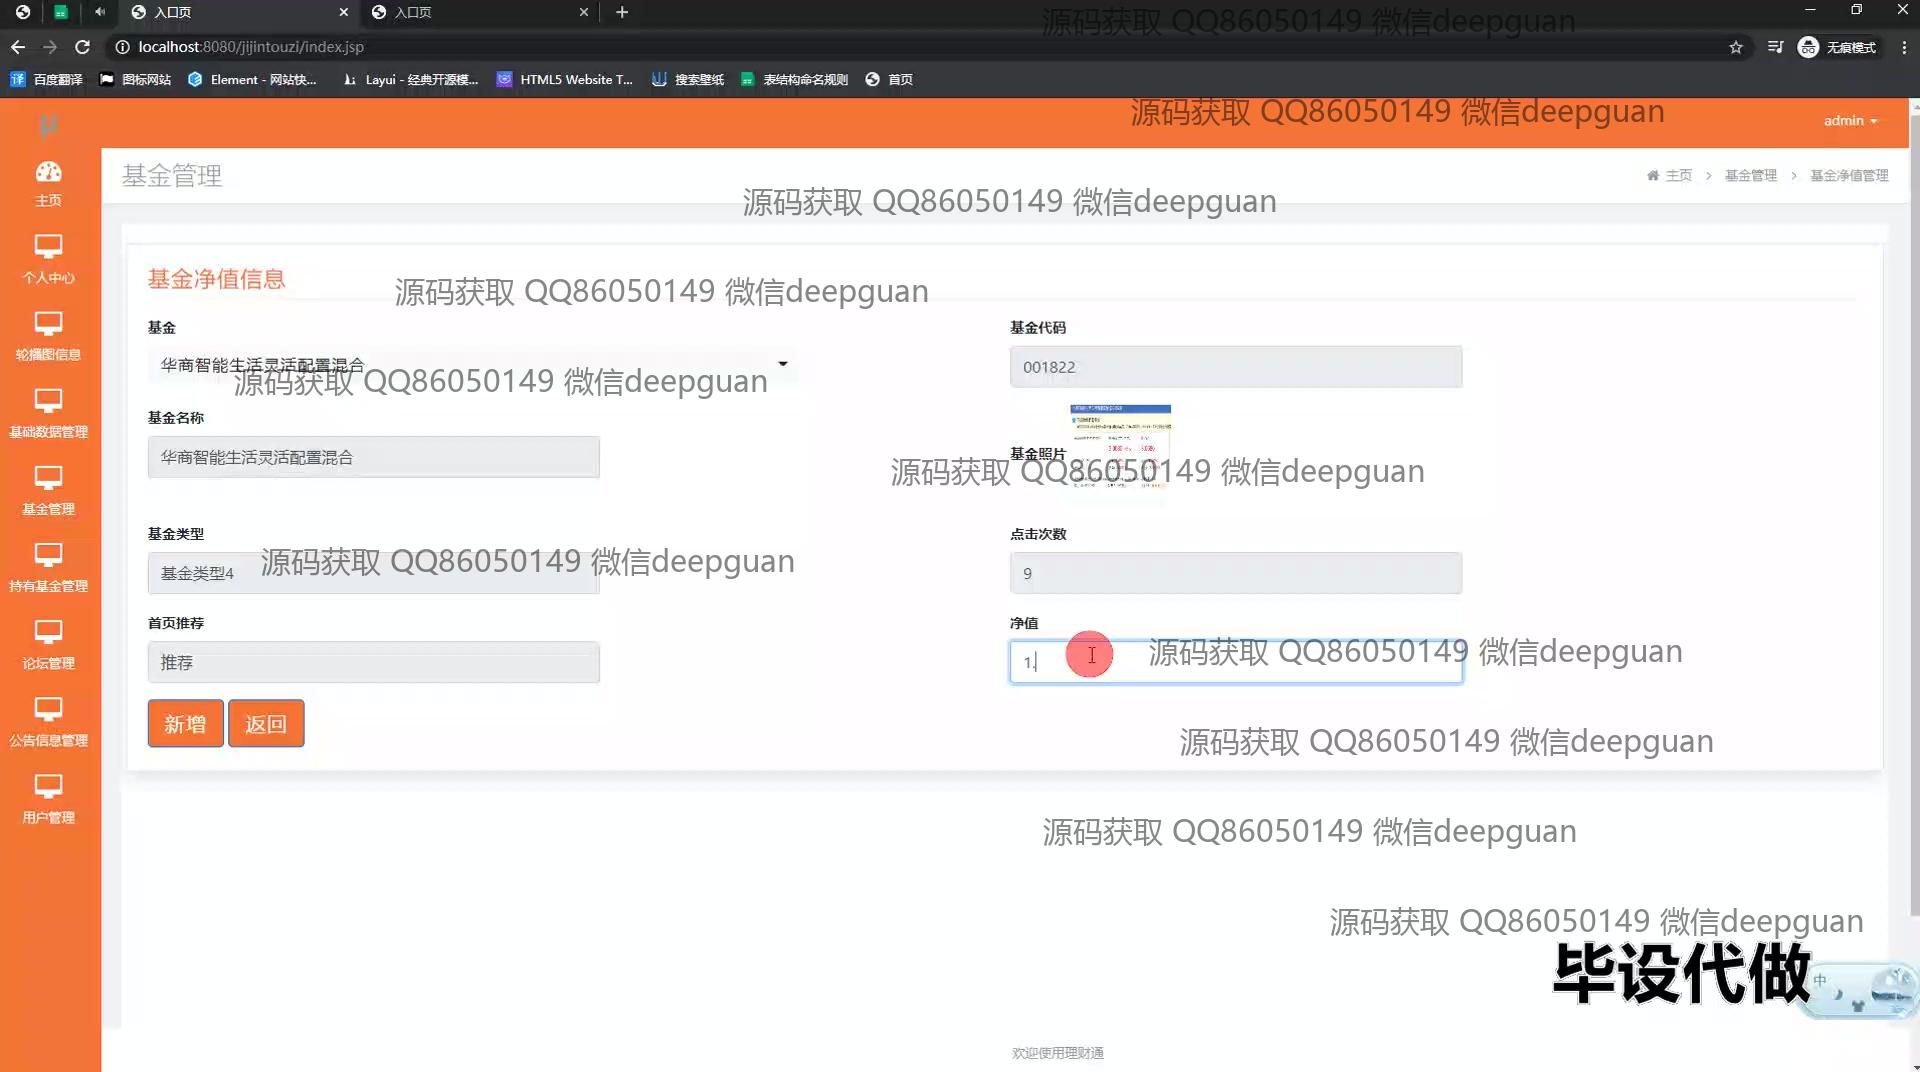 入口页
入口页
源码获取 QQ86050149 微信deepguan
localhost:8080/jijintouzi/index.jsp
无痕模式
百度翻译
图标网站
Element - 网站快...
Layui - 经典开源模...
HTML5 Website T...
搜索壁纸
表结构命名规则
首页
源码获取 QQ86050149 微信deepguan
admin
主页
个人中心
轮播图信息
基础数据管理
基金管理
持有基金管理
论坛管理
公告信息管理
用户管理
基金管理
主页 > 基金管理 > 基金净值管理
源码获取 QQ86050149 微信deepguan
基金净值信息
源码获取 QQ86050149 微信deepguan
基金
基金代码
华商智能生活灵活配置混合
001822
源码获取 QQ86050149 微信deepguan
基金名称
华商智能生活灵活配置混合
基金照片
源码获取 QQ86050149 微信deepguan
基金类型
点击次数
基金类型4
9
源码获取 QQ86050149 微信deepguan
首页推荐
净值
推荐
1.
源码获取 QQ86050149 微信deepguan
新增
返回
源码获取 QQ86050149 微信deepguan
源码获取 QQ86050149 微信deepguan
源码获取 QQ86050149 微信deepguan
毕设代做
中
欢迎使用理财通